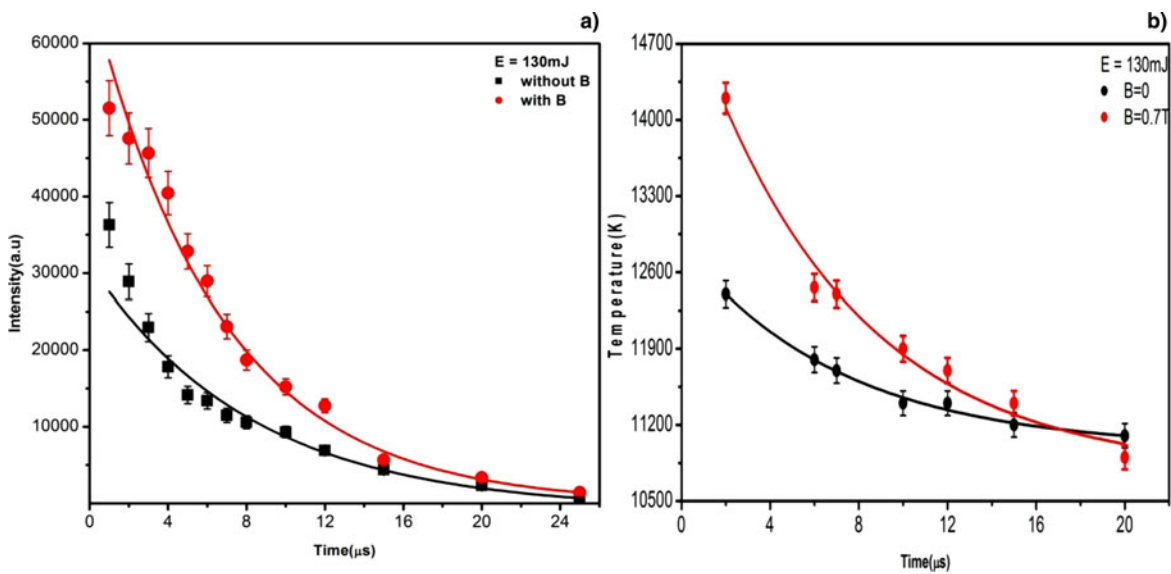 a)
60000
50000
40000
30000
20000
10000
Intensity(a.u)
E = 130mJ
without B
with B
0 4 8 12 16 20 24
Time(μs)
b)
14700
14000
13300
12600
11900
11200
10500
Temperature(K)
E = 130mJ
B=0
B=0.7T
0 4 8 12 16 20
Time(μs)